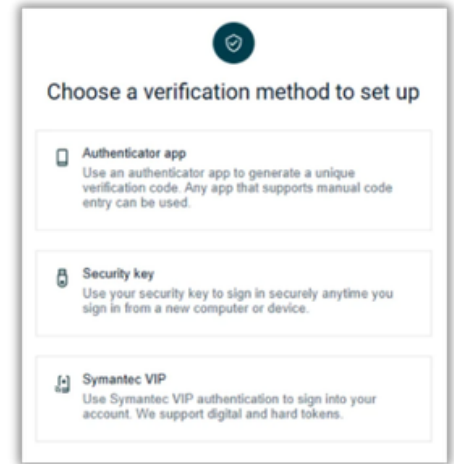 Choose a verification method to set up
Authenticator app
Use an authenticator app to generate a unique
verification code. Any app that supports manual code
entry can be used.
Security key
Use your security key to sign in securely anytime you
sign in from a new computer or device.
Symantec VIP
Use Symantec VIP authentication to sign into your
account. We support digital and hard tokens.